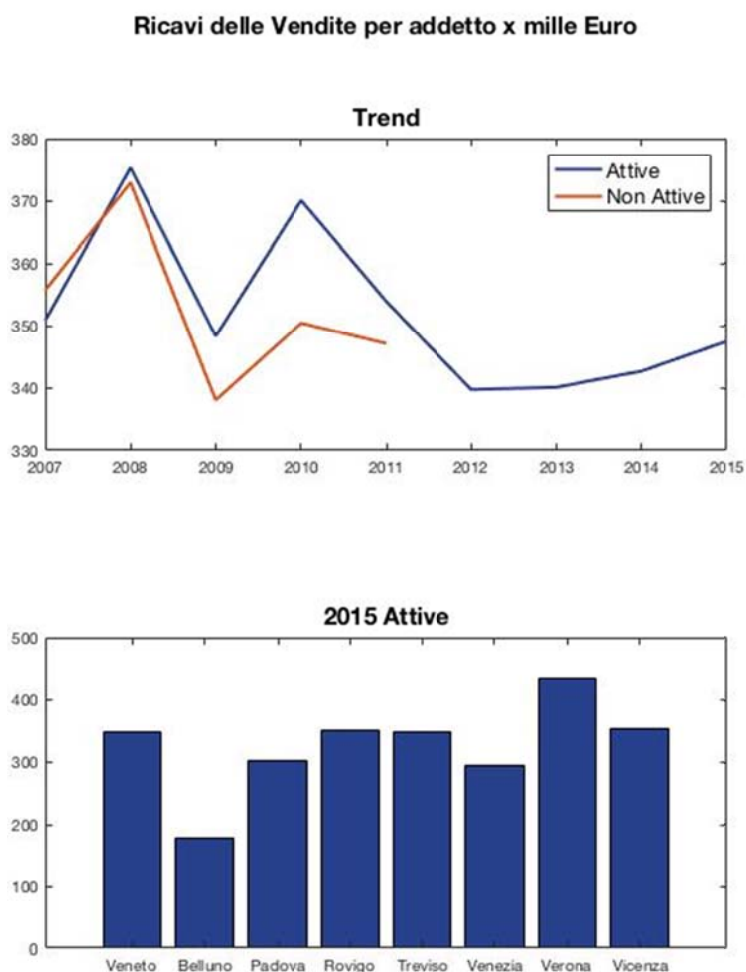 Ricavi delle Vendite per addetto x mille Euro
Trend
380
370
360
350
340
330
Attive
Non Attive
2007 2008 2009 2010 2011 2012 2013 2014 2015
2015 Attive
500
400
300
200
100
0
Veneto Belluno Padova Rovigo Treviso Venezia Verona Vicenza